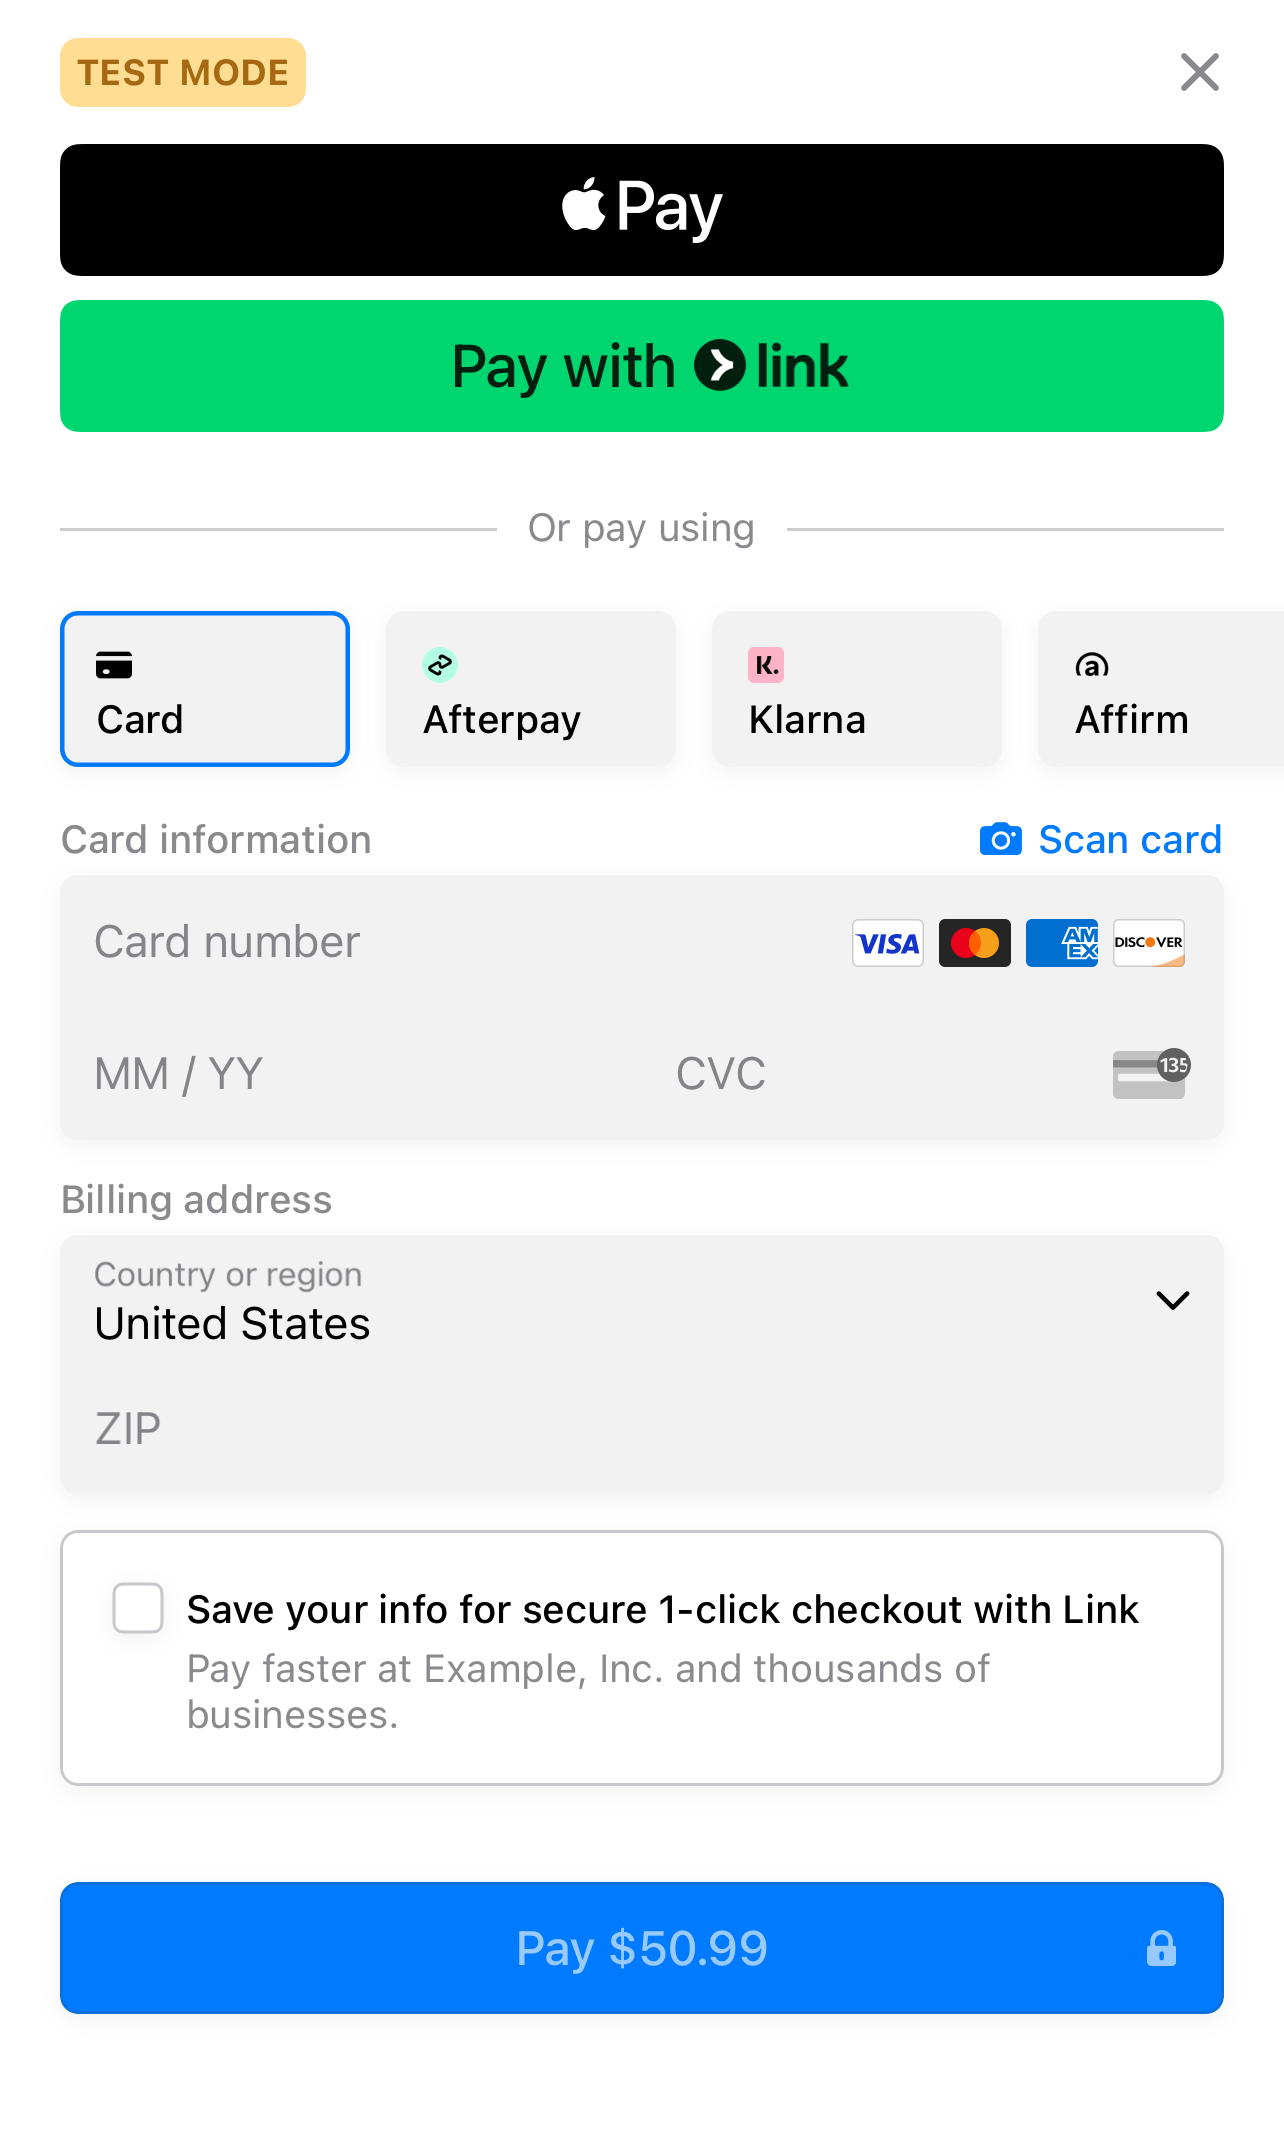 TEST MODE
Pay
Pay with link
Or pay using
Card
Afterpay
K.
Klarna
a
Affirm
Card information
Scan card
Card number
VISA
AM
EX
DISCOVER
MM / YY
CVC
135
Billing address
Country or region
United States
ZIP
Save your info for secure 1-click checkout with Link
Pay faster at Example, Inc. and thousands of
businesses.
Pay $50.99